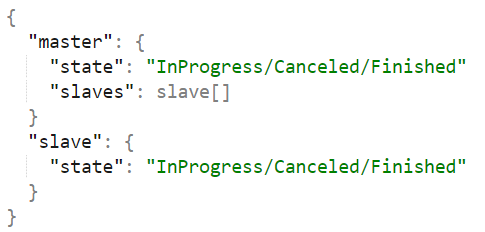 {
  "master": {
    "state": "InProgress/Canceled/Finished"
    "slaves": slave[]
  }
  "slave": {
    "state": "InProgress/Canceled/Finished"
  }
}